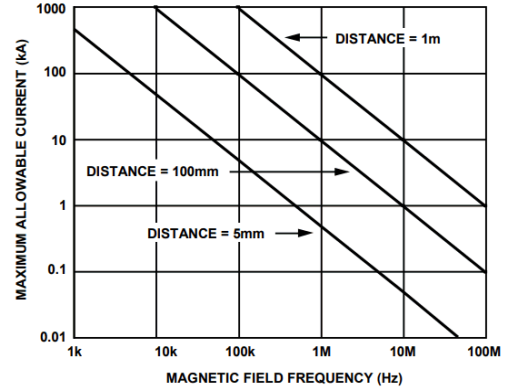 1000
100
10
1
0.1
0.01
MAXIMUM ALLOWABLE CURRENT (kA)
DISTANCE = 1m
DISTANCE = 100mm
DISTANCE = 5mm
1k 10k 100k 1M 10M 100M
MAGNETIC FIELD FREQUENCY (Hz)